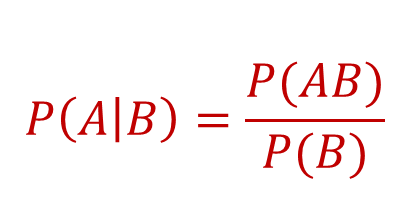 P(A|B) = P(AB) / P(B)